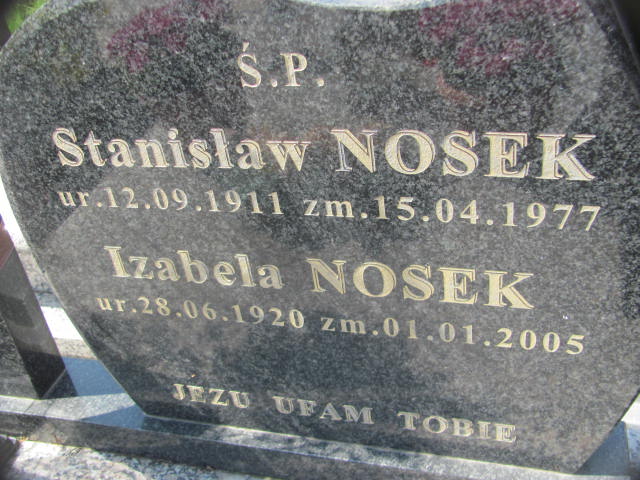 Ś.P.
Stanisław NOSEK
ur.12.09.1911 zm.15.04.1977
Izabela NOSEK
ur.28.06.1920 zm.01.01.2005
JEZU UFAM TOBIE